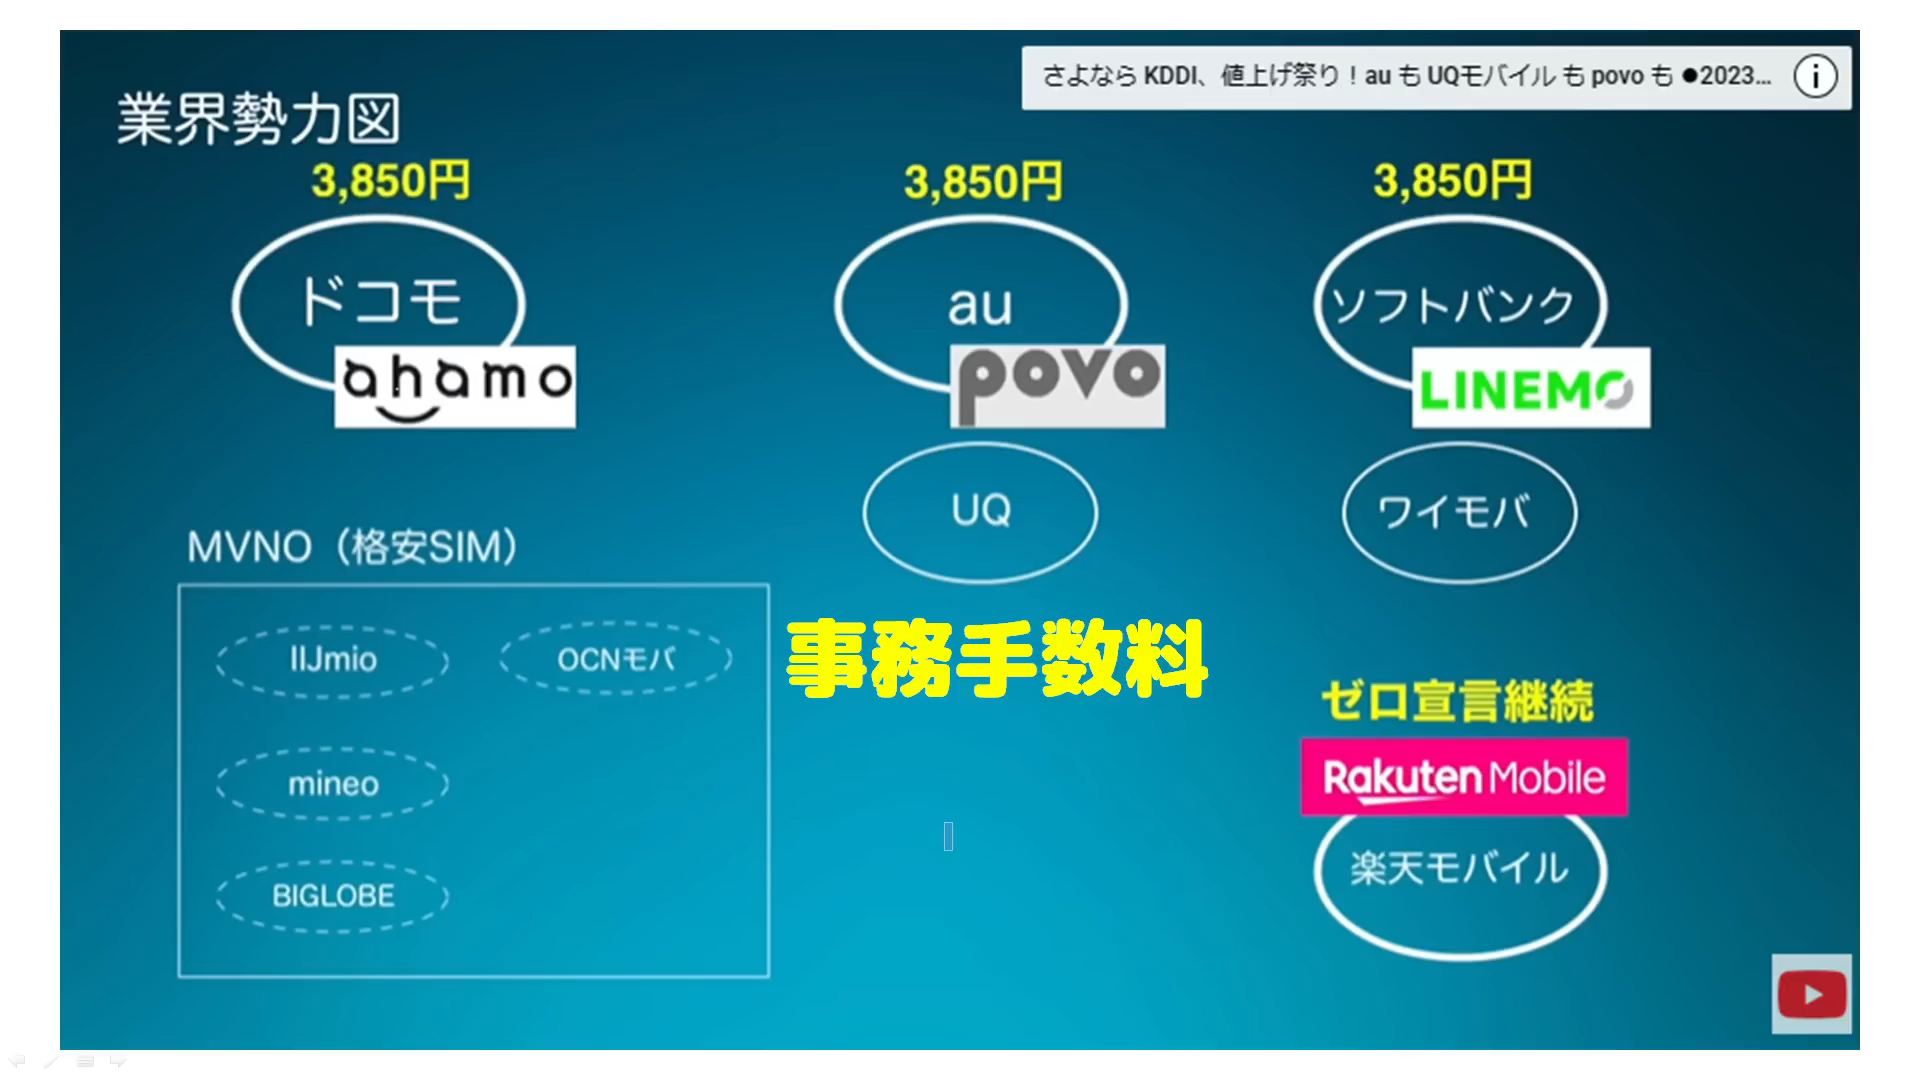 さよなら KDDI、値上げ祭り！au も UQモバイル も povo も ●2023...
業界勢力図
3,850円
3,850円
3,850円
ドコモ
ahamo
au
povo
ソフトバンク
LINEMO
UQ
ワイモバ
MVNO（格安SIM）
IIJmio
OCNモバ
mineo
BIGLOBE
事務手数料
ゼロ宣言継続
Rakuten Mobile
楽天モバイル